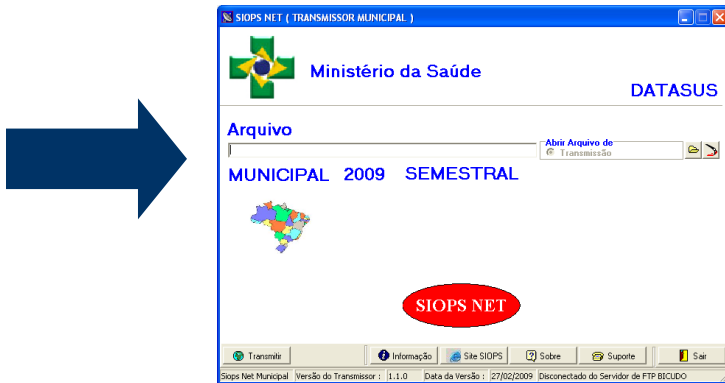 SIOPS NET ( TRANSMISSOR MUNICIPAL )
Ministério da Saúde
DATASUS
Arquivo
Abrir Arquivo de
Transmissão
MUNICIPAL 2009 SEMESTRAL
SIOPS NET
Transmitir Informação Site SIOPS Sobre Suporte Sair
Siops Net Municipal Versão do Transmissor : 1.1.0 Data da Versão : 27/02/2009 Disconectado do Servidor de FTP BICUDO